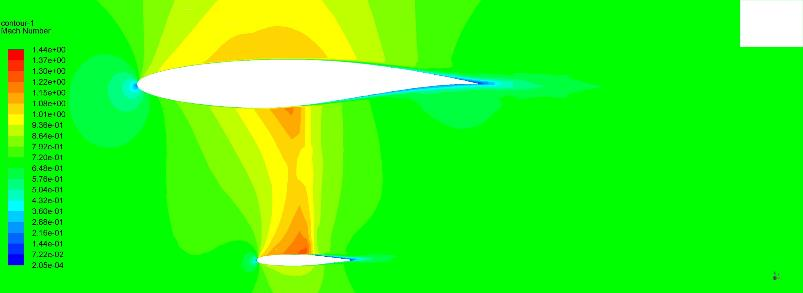 contour-1
Mach Number
1.44e+00
1.37e+00
1.30e+00
1.22e+00
1.15e+00
1.08e+00
1.01e+00
9.36e-01
8.64e-01
7.92e-01
7.20e-01
6.48e-01
5.76e-01
5.04e-01
4.32e-01
3.60e-01
2.88e-01
2.16e-01
1.44e-01
7.22e-02
2.05e-04